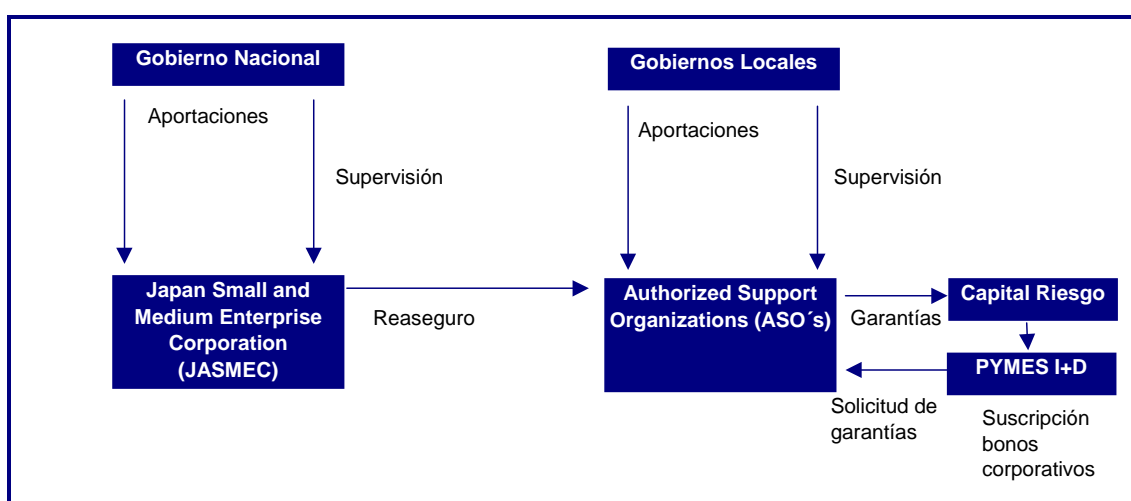 Gobierno Nacional
Gobiernos Locales
Aportaciones
Aportaciones
Supervisión
Supervisión
Japan Small and
Medium Enterprise
Corporation
(JASMEC)
Reaseguro
Authorized Support
Organizations (ASO´s)
Garantías
Capital Riesgo
PYMES I+D
Solicitud de
garantías
Suscripción
bonos
corporativos